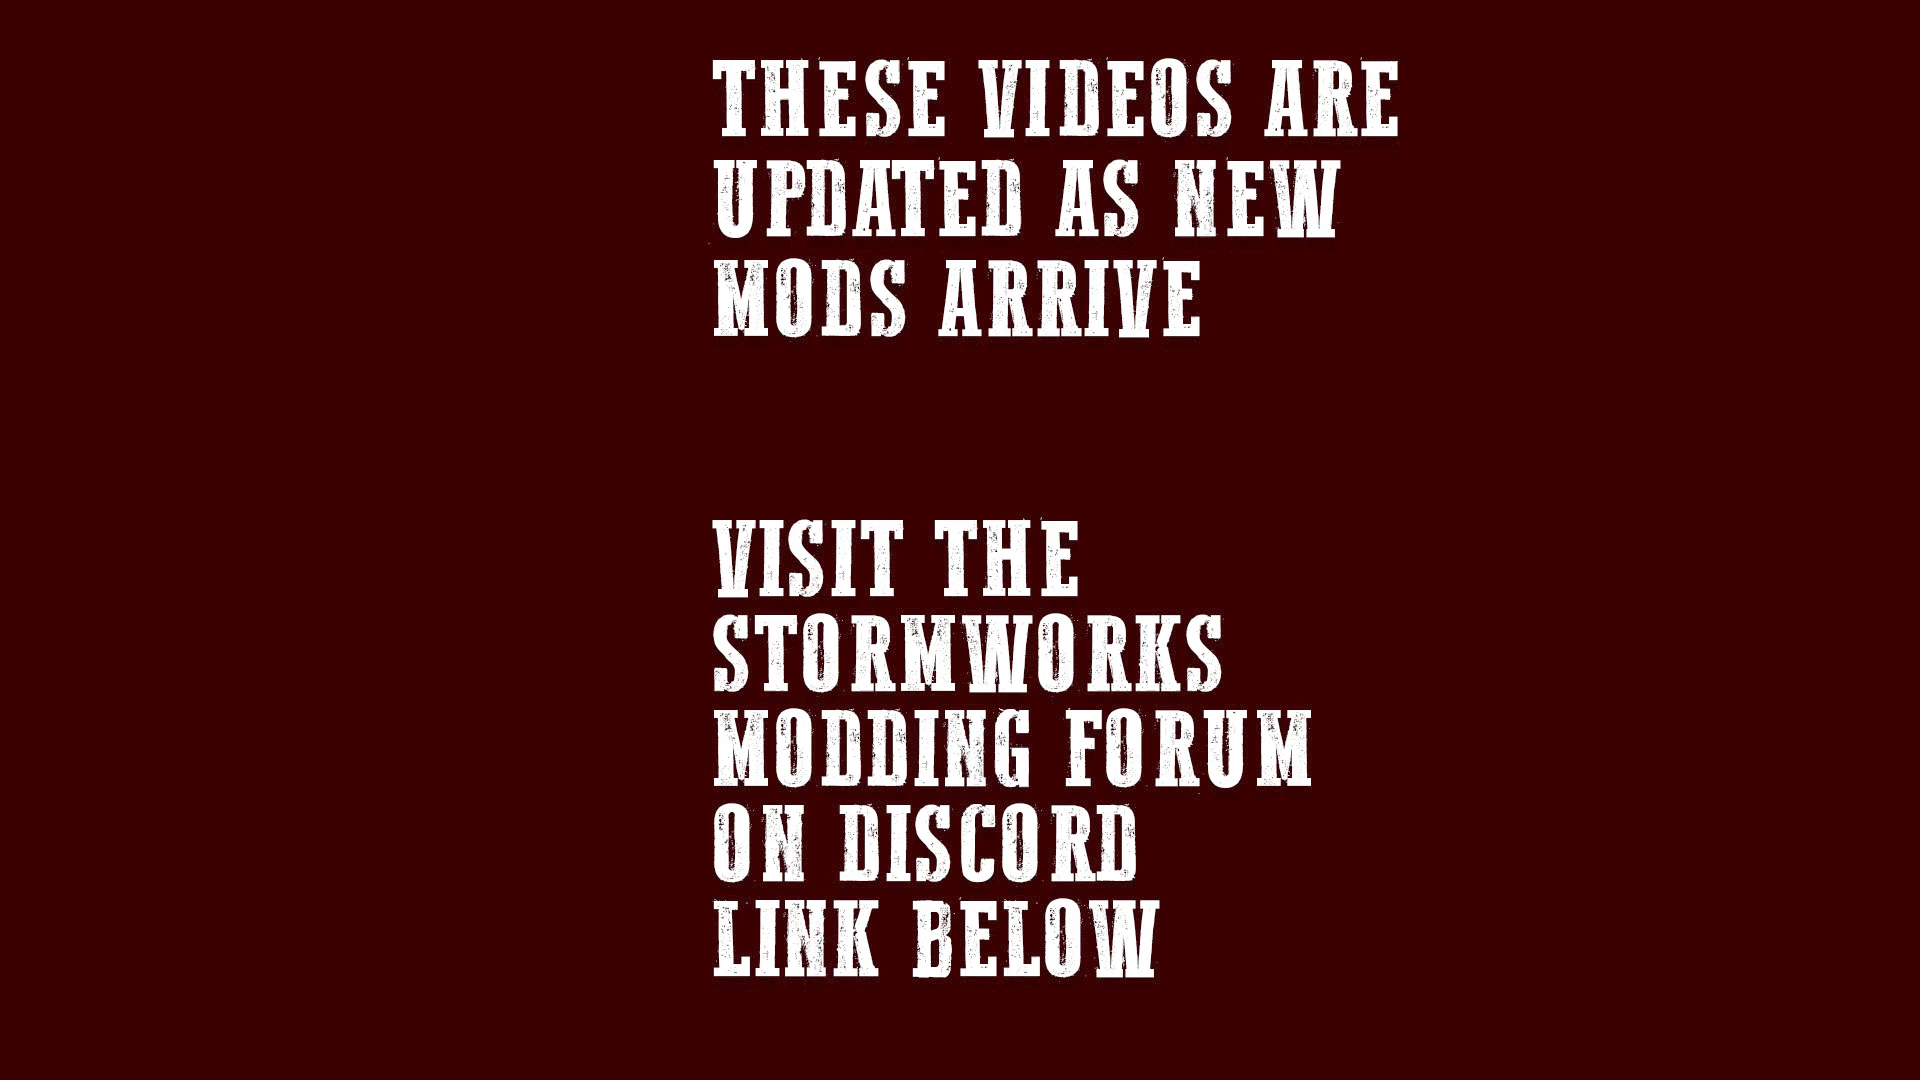 THESE VIDEOS ARE
UPDATED AS NEW
MODS ARRIVE
VISIT THE
STORMWORKS
MODDING FORUM
ON DISCORD
LINK BELOW